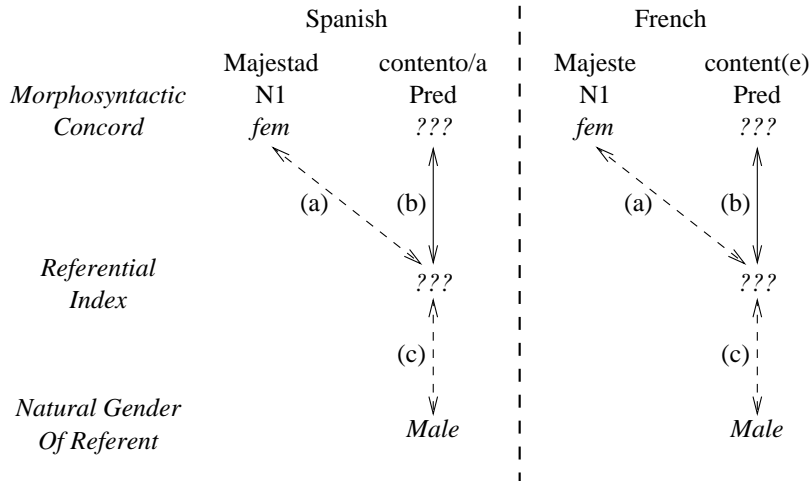 Spanish French
Majestad contento/a Majeste content(e)
Morphosyntactic N1 Pred N1 Pred
Concord fem ??? fem ???
(a) (b) (a) (b)
Referential ??? ???
Index
(c) (c)
Natural Gender
Of Referent Male Male